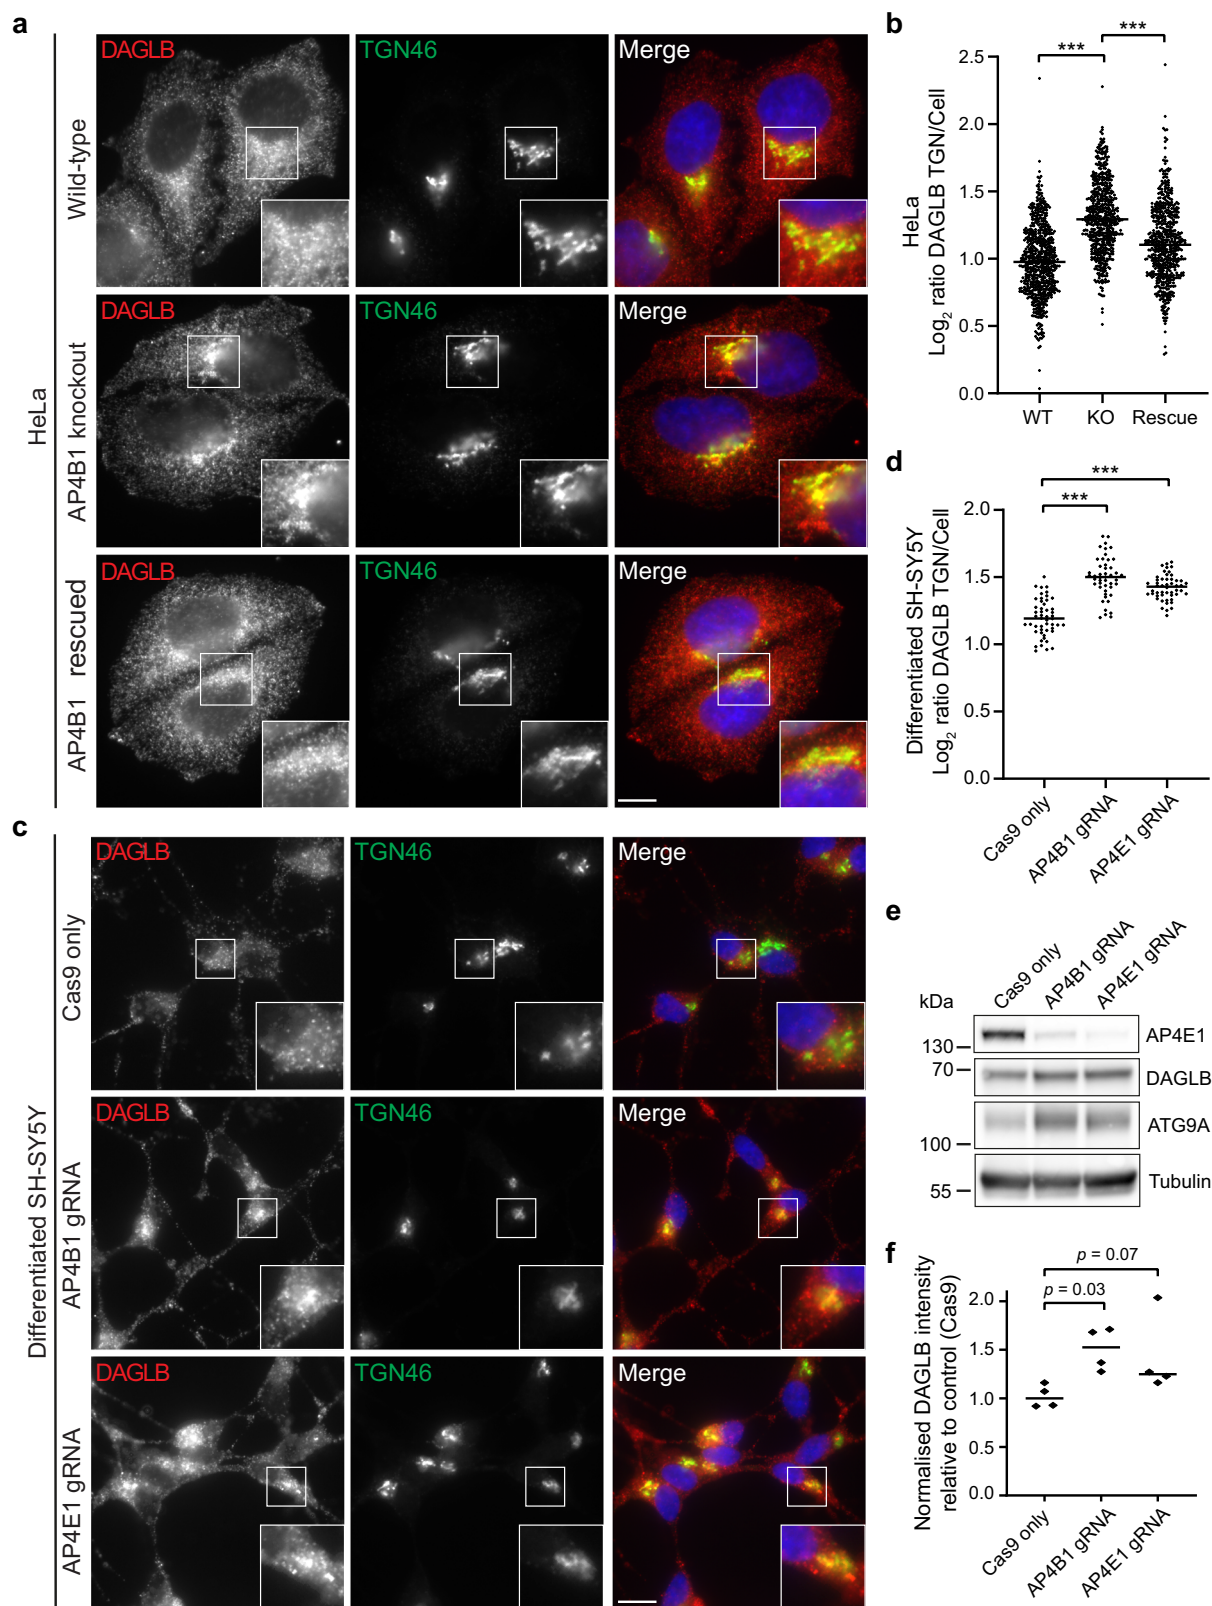 a
DAGLB
TGN46
Merge
Wild-type
HeLa
DAGLB
TGN46
Merge
AP4B1 knockout
DAGLB
TGN46
Merge
AP4B1 rescued
b
***
***
2.5
2.0
1.5
1.0
0.5
0.0
HeLa
Log2 ratio DAGLB TGN/Cell
WT
KO
Rescue
c
DAGLB
TGN46
Merge
Cas9 only
Differentiated SH-SY5Y
DAGLB
TGN46
Merge
AP4B1 gRNA
DAGLB
TGN46
Merge
AP4E1 gRNA
d
***
***
2.0
1.5
1.0
0.5
0.0
Differentiated SH-SY5Y
Log2 ratio DAGLB TGN/Cell
Cas9 only
AP4B1 gRNA
AP4E1 gRNA
e
Cas9 only
AP4B1 gRNA
AP4E1 gRNA
kDa
130
AP4E1
70
DAGLB
ATG9A
100
Tubulin
55
f
p = 0.07
p = 0.03
2.0
1.5
1.0
0.5
0.0
Normalised DAGLB intensity
relative to control (Cas9)
Cas9 only
AP4B1 gRNA
AP4E1 gRNA